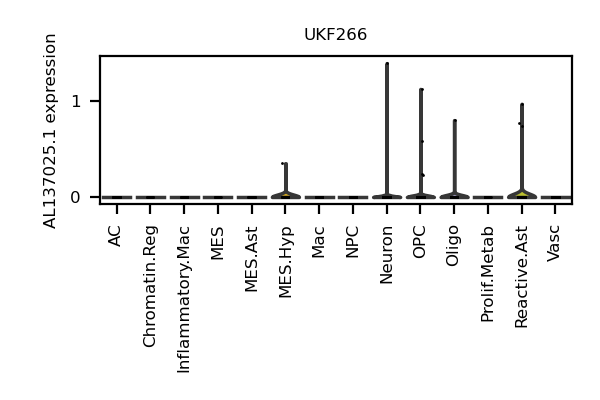 UKF266
AL137025.1 expression
1
0
AC
Chromatin.Reg
Inflammatory.Mac
MES
MES.Ast
MES.Hyp
Mac
NPC
Neuron
OPC
Oligo
Prolif.Metab
Reactive.Ast
Vasc